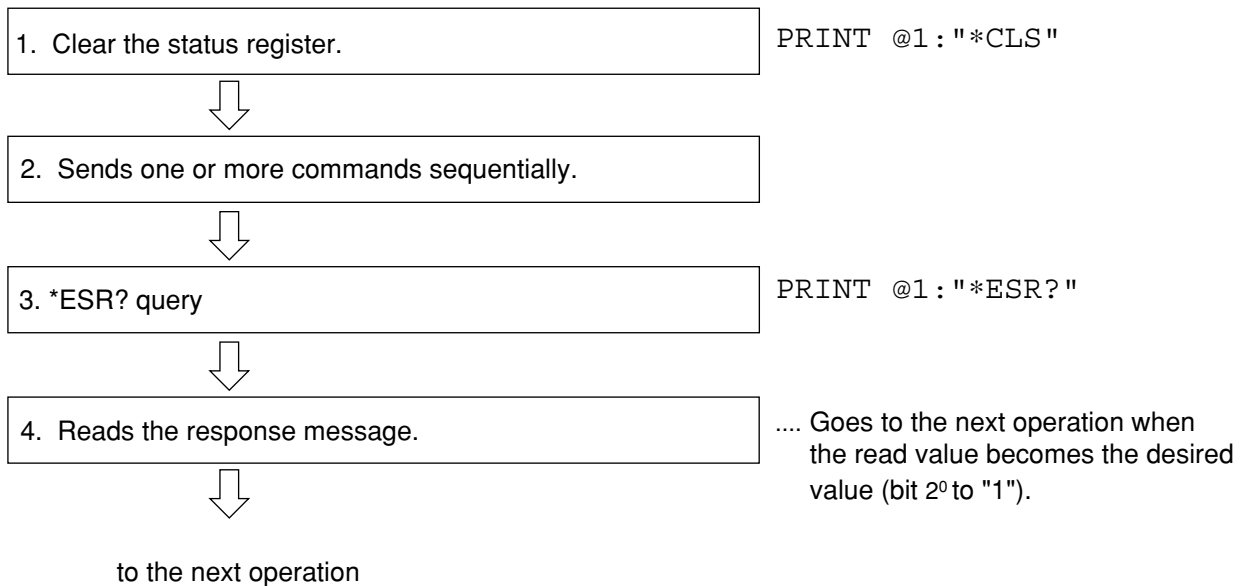 1. Clear the status register.
PRINT @1:"*CLS"
2. Sends one or more commands sequentially.
3. *ESR? query
PRINT @1:"*ESR?"
4. Reads the response message.
.... Goes to the next operation when
the read value becomes the desired
value (bit 2⁰ to "1").
to the next operation